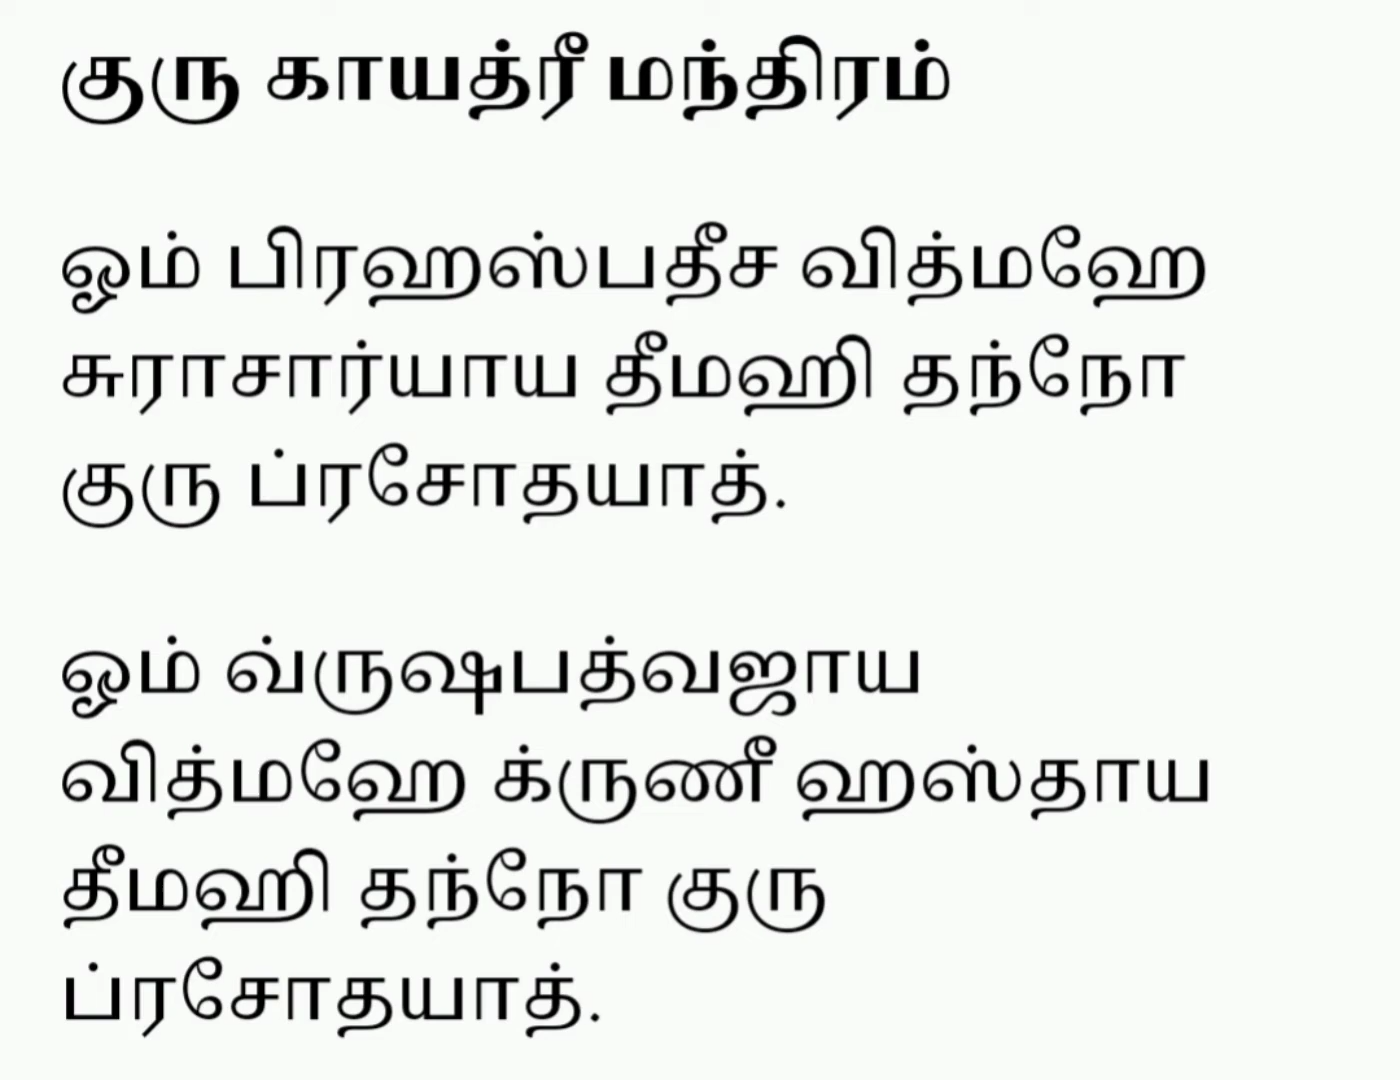 குரு காயத்ரீ மந்திரம்
ஓம் பிரஹஸ்பதீச வித்மஹே
சுராசார்யாய தீமஹி தந்நோ
குரு ப்ரசோதயாத்.
ஓம் வ்ருஷபத்வஜாய
வித்மஹே க்ருணீ ஹஸ்தாய
தீமஹி தந்நோ குரு
ப்ரசோதயாத்.